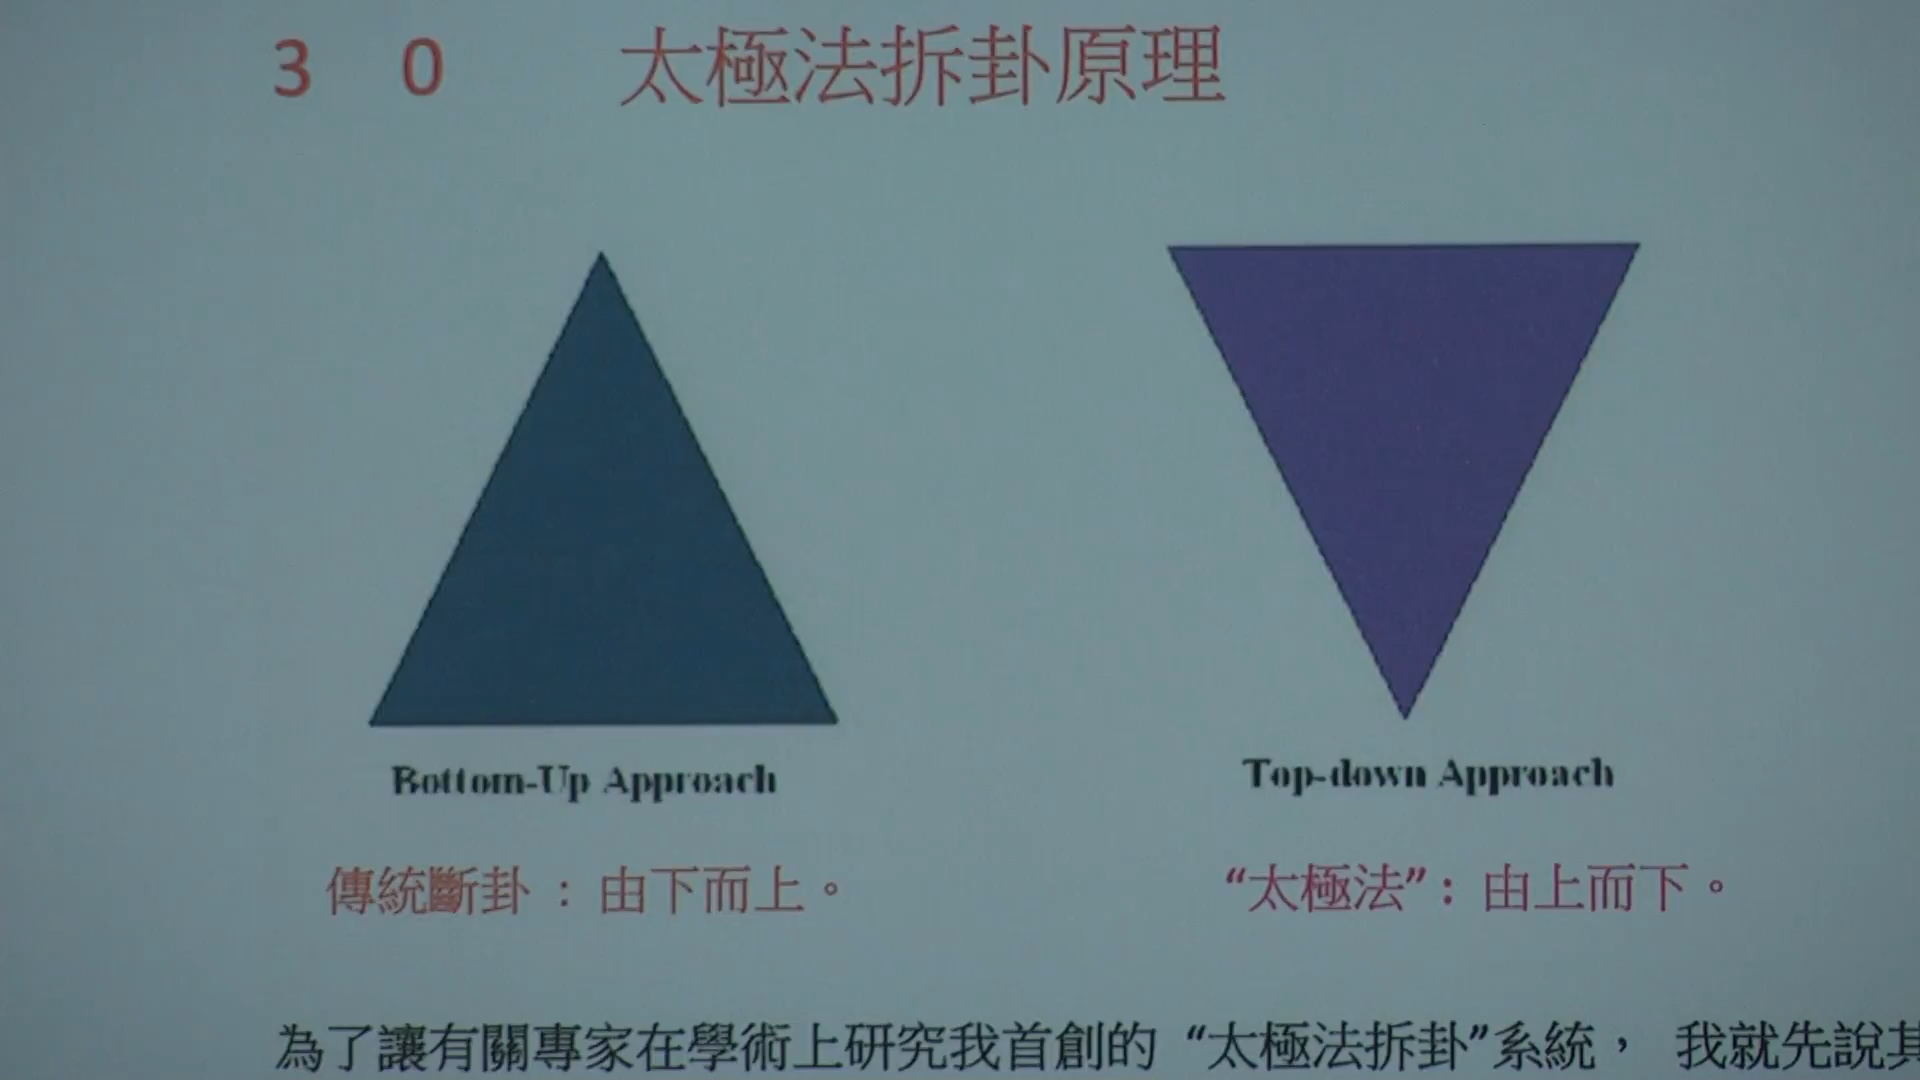 3 0 太極法拆卦原理
Bottom-Up Approach
Top-down Approach
傳統斷卦：由下而上。
“太極法”：由上而下。
為了讓有關專家在學術上研究我首創的 “太極法拆卦”系統， 我就先說其